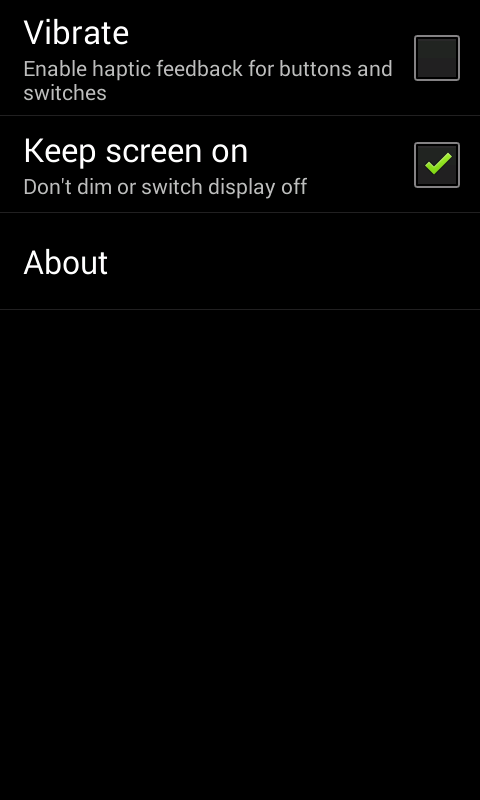 Vibrate
Enable haptic feedback for buttons and
switches
Keep screen on
Don't dim or switch display off
About